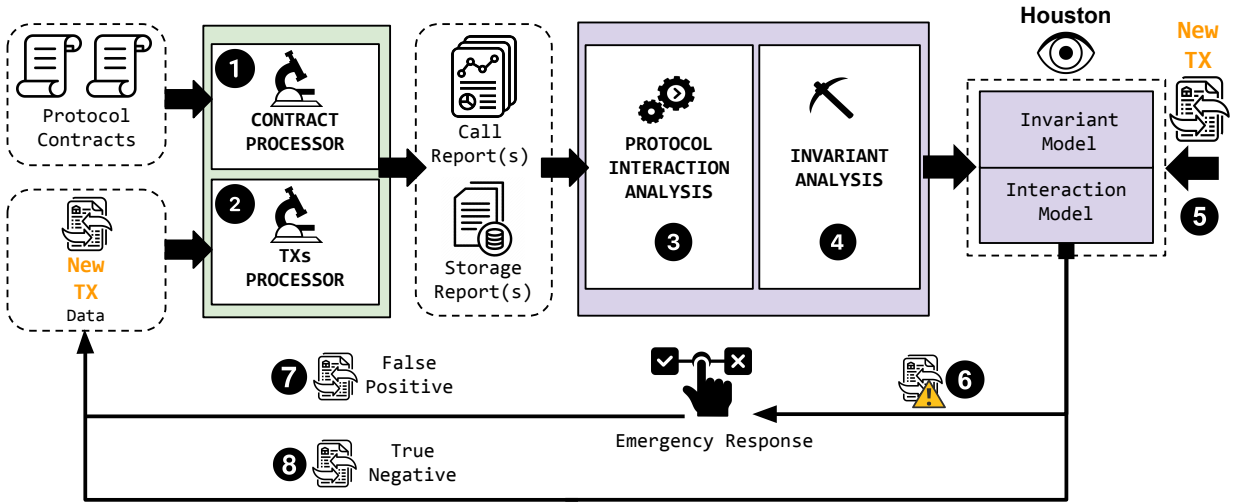 Protocol
Contracts
New
TX
Data
1
CONTRACT
PROCESSOR
2
TXs
PROCESSOR
Call
Report(s)
Storage
Report(s)
PROTOCOL
INTERACTION
ANALYSIS
3
INVARIANT
ANALYSIS
4
Houston
Invariant
Model
Interaction
Model
New
TX
5
6
Emergency Response
7
False
Positive
8
True
Negative